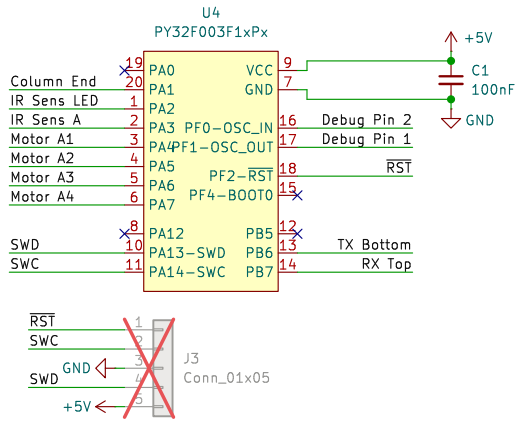 U4
PY32F003F1xPx
19 PA0 VCC 9 +5V
Column End 20 PA1 GND 7 C1
IR Sens LED 1 PA2 100nF
IR Sens A 2 PA3 PF0-OSC_IN 16 Debug Pin 2 GND
Motor A1 3 PA4 PF1-OSC_OUT 17 Debug Pin 1
Motor A2 4 PA5 PF2-RST 18 RST
Motor A3 5 PA6 PF4-BOOT0 15
Motor A4 6 PA7
8 PA12 PB5 12
SWD 10 PA13-SWD PB6 13 TX Bottom
SWC 11 PA14-SWC PB7 14 RX Top
RST 1
SWC 2
GND 3 J3
SWD 4 Conn_01x05
+5V 5